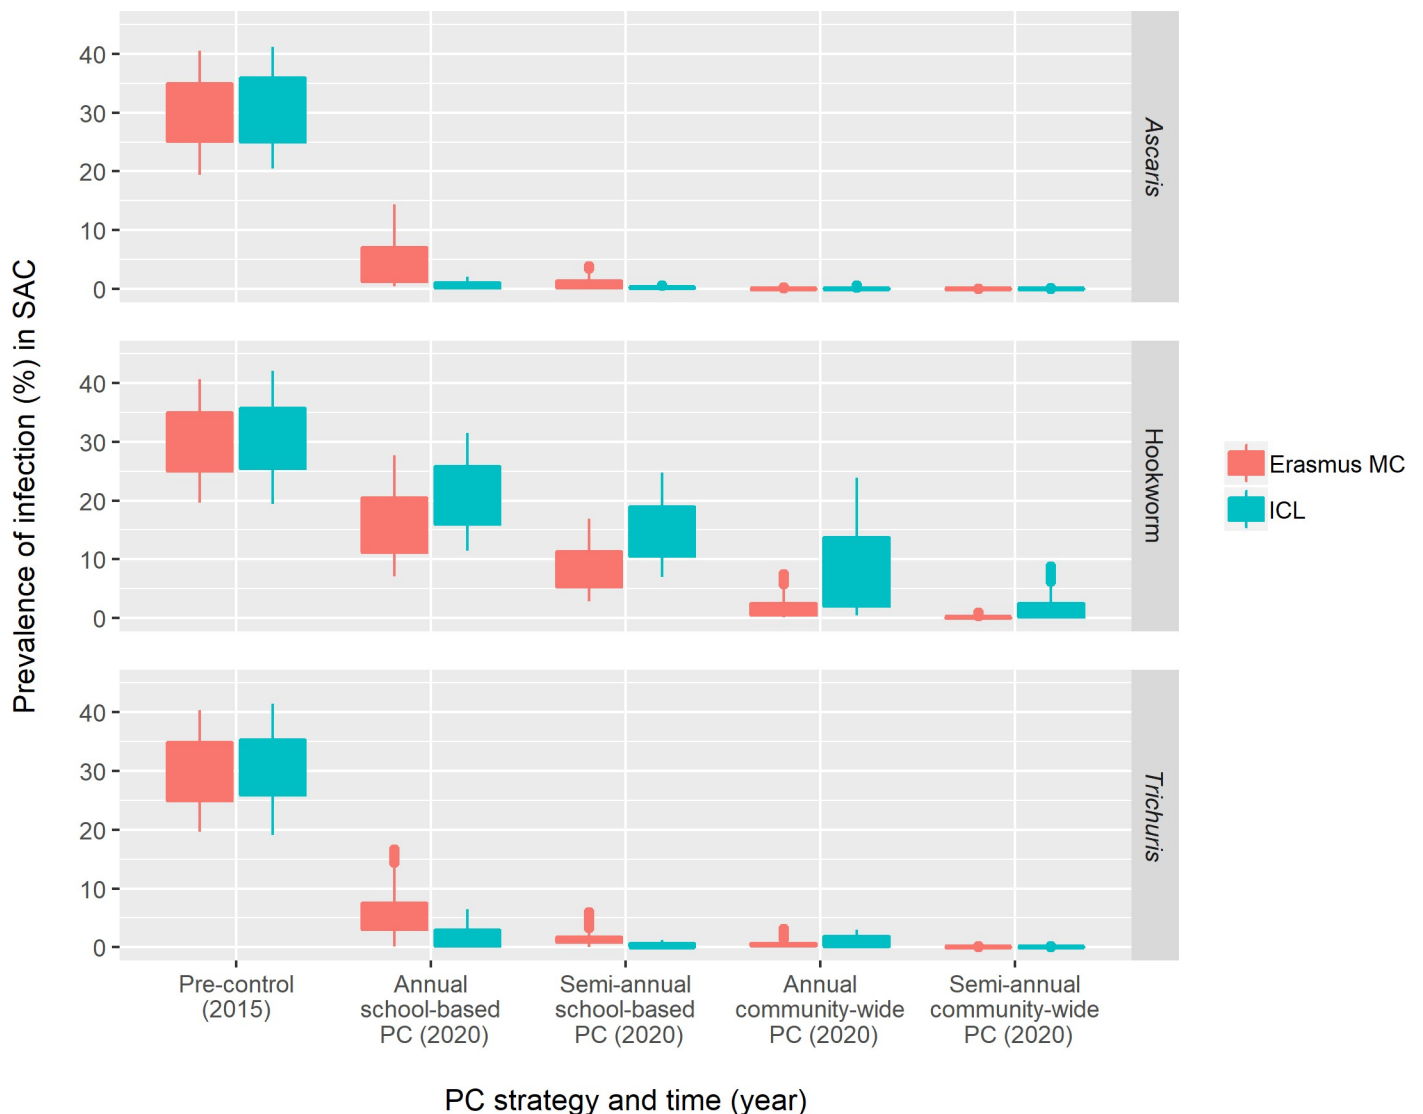 Prevalence of infection (%) in SAC
40
30
20
10
0
Ascaris
40
30
20
10
0
Hookworm
40
30
20
10
0
Trichuris
Pre-control
(2015)
Annual
school-based
PC (2020)
Semi-annual
school-based
PC (2020)
Annual
community-wide
PC (2020)
Semi-annual
community-wide
PC (2020)
PC strategy and time (year)
Erasmus MC
ICL